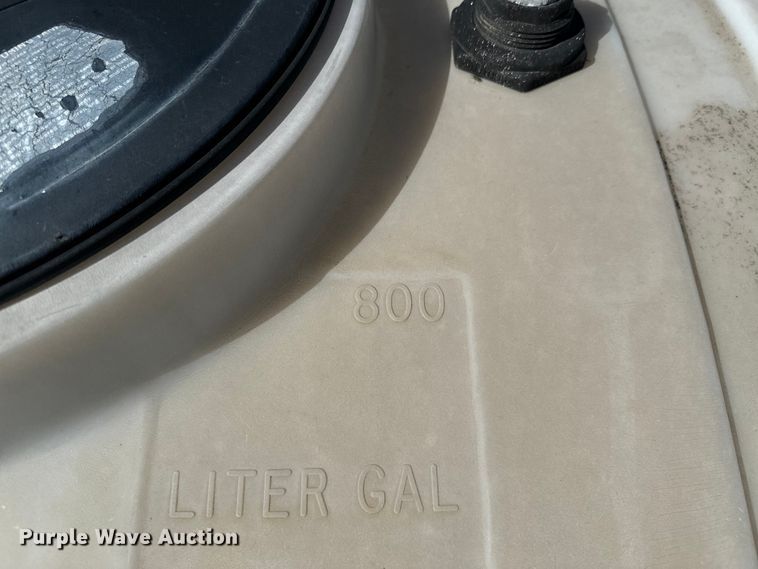 800
LITER GAL
Purple Wave Auction